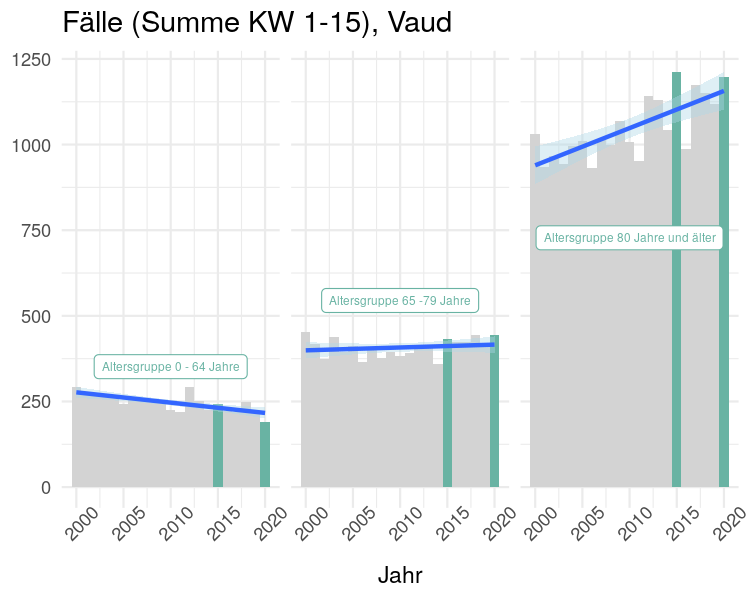 Fälle (Summe KW 1-15), Vaud
1250
1000
750
500
250
0
Altersgruppe 0 - 64 Jahre
Altersgruppe 65 -79 Jahre
Altersgruppe 80 Jahre und älter
2000 2005 2010 2015 2020
2000 2005 2010 2015 2020
2000 2005 2010 2015 2020
Jahr